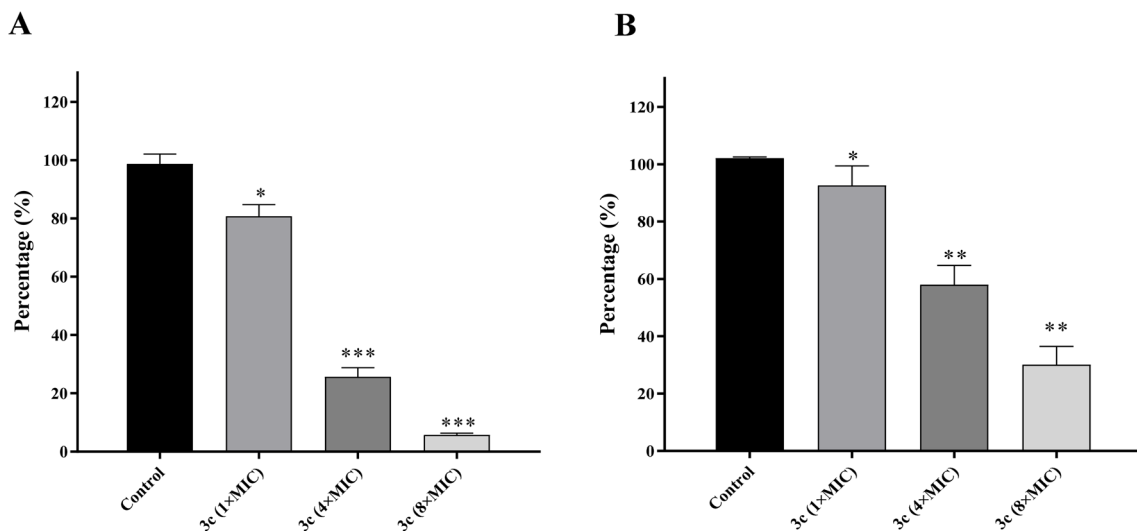 A
Percentage (%)
120
100
80
60
40
20
0
*
***
***
Control
3c (1×MIC)
3c (4×MIC)
3c (8×MIC)
B
Percentage (%)
120
100
80
60
40
20
0
*
**
**
Control
3c (1×MIC)
3c (4×MIC)
3c (8×MIC)